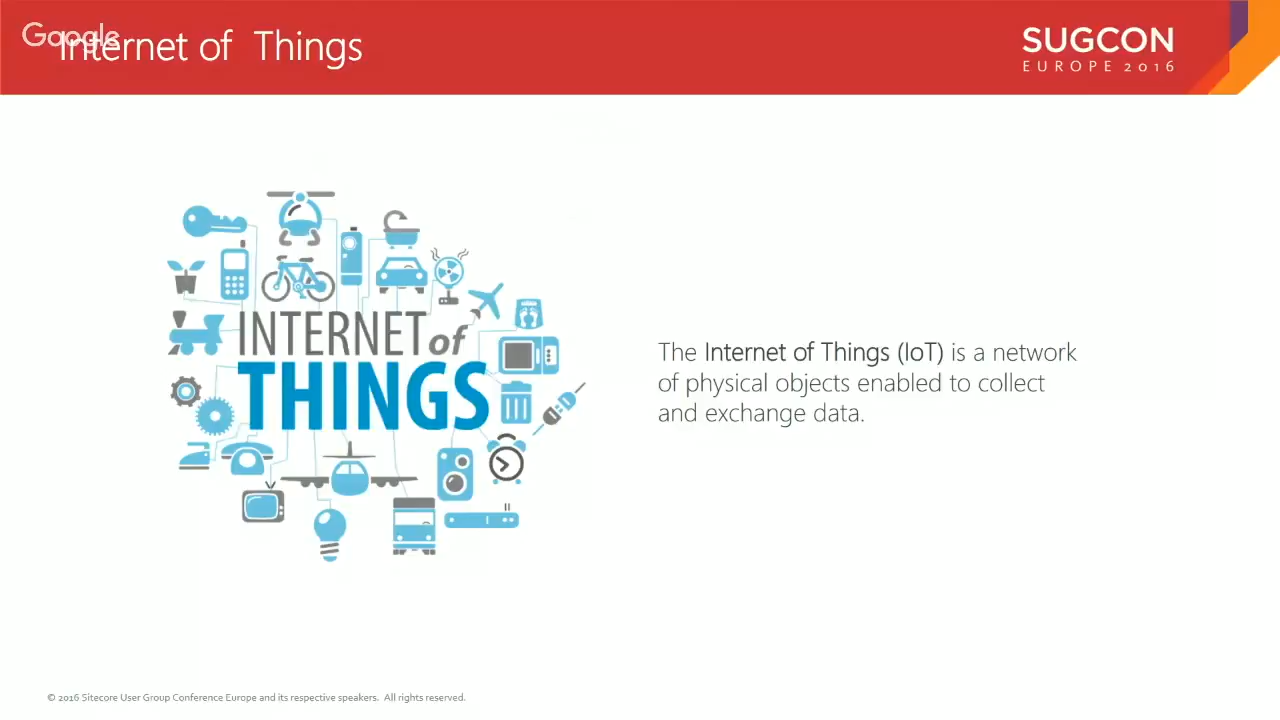 Google
Internet of Things
SUGCON
EUROPE 2016
INTERNET of
THINGS
The Internet of Things (IoT) is a network
of physical objects enabled to collect
and exchange data.
© 2016 Sitecore User Group Conference Europe and its respective speakers. All rights reserved.